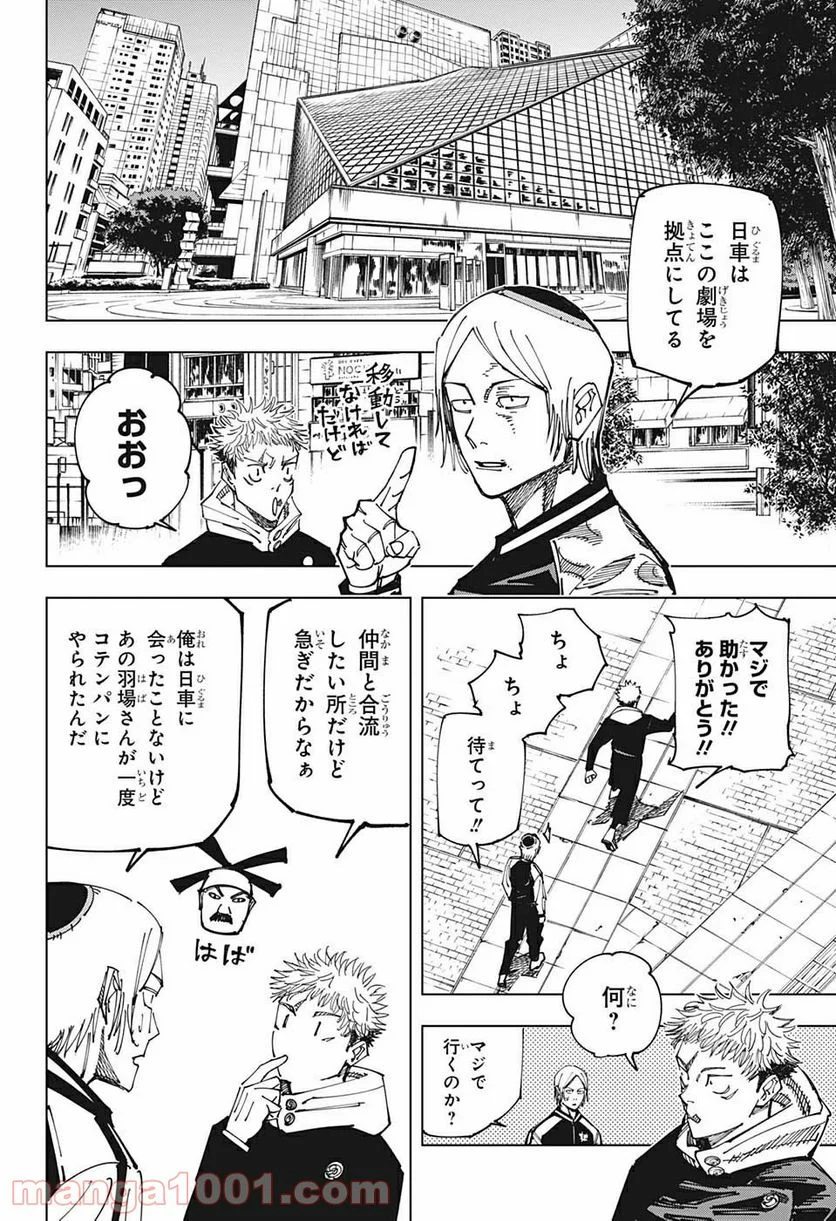 日車は
ここの劇場を
拠点にしてる
移動して
なければ
だけど
おおっ
マジで
助かった!!
ありがとう!!
ちょ
ちょ
待てって!!
何?
マジで
行くのか?
仲間と合流
したい所だけど
急ぎだからなぁ
俺は日車に
会ったことないけど
あの羽場さんが一度
コテンパンに
やられたんだ
はば
manga1001.com